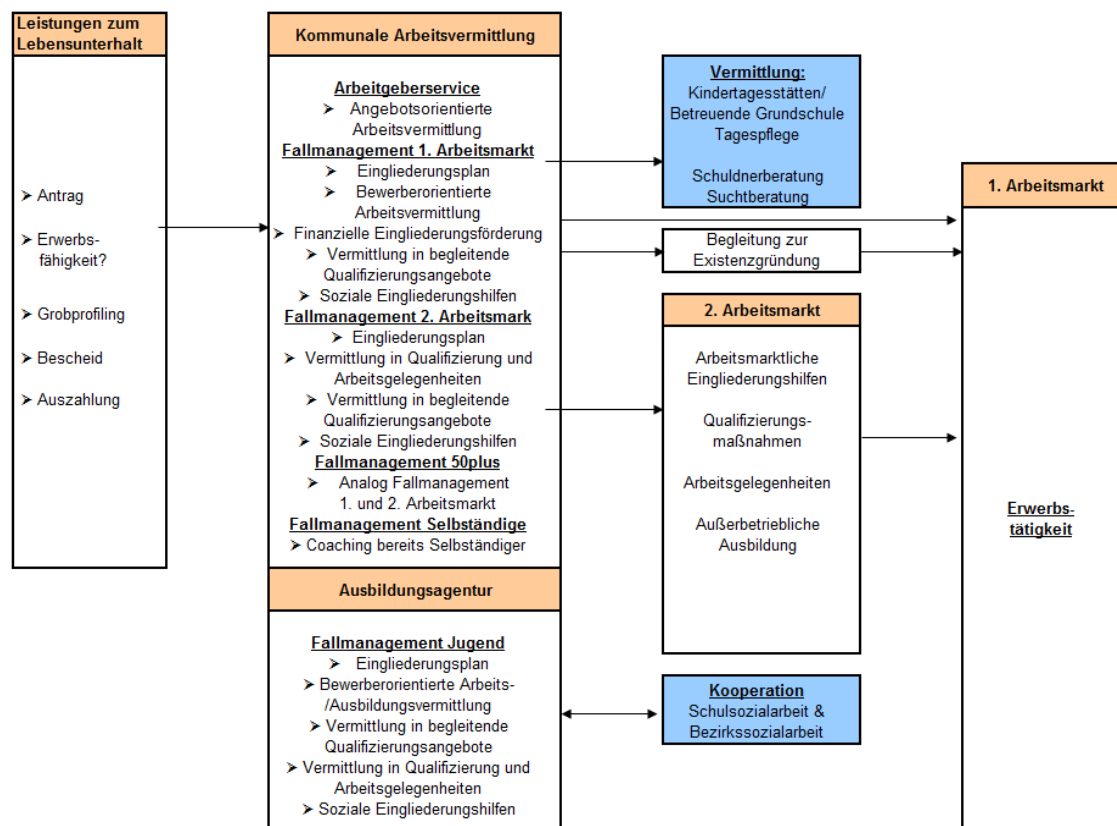 Leistungen zum
Lebensunterhalt
➢ Antrag
➢ Erwerbs-
fähigkeit?
➢ Grobprofiling
➢ Bescheid
➢ Auszahlung
Kommunale Arbeitsvermittlung
Arbeitgeberservice
➢ Angebotsorientierte
Arbeitsvermittlung
Fallmanagement 1. Arbeitsmarkt
➢ Eingliederungsplan
➢ Bewerberorientierte
Arbeitsvermittlung
➢ Finanzielle Eingliederungsförderung
➢ Vermittlung in begleitende
Qualifizierungsangebote
➢ Soziale Eingliederungshilfen
Fallmanagement 2. Arbeitsmark
➢ Eingliederungsplan
➢ Vermittlung in Qualifizierung und
Arbeitsgelegenheiten
➢ Vermittlung in begleitende
Qualifizierungsangebote
➢ Soziale Eingliederungshilfen
Fallmanagement 50plus
➢ Analog Fallmanagement
1. und 2. Arbeitsmarkt
Fallmanagement Selbständige
➢ Coaching bereits Selbständiger
Ausbildungsagentur
Fallmanagement Jugend
➢ Eingliederungsplan
➢ Bewerberorientierte Arbeits-
/Ausbildungsvermittlung
➢ Vermittlung in begleitende
Qualifizierungsangebote
➢ Vermittlung in Qualifizierung und
Arbeitsgelegenheiten
➢ Soziale Eingliederungshilfen
Vermittlung:
Kindertagesstätten/
Betreuende Grundschule
Tagespflege
Schuldnerberatung
Suchtberatung
Begleitung zur
Existenzgründung
2. Arbeitsmarkt
Arbeitsmarktliche
Eingliederungshilfen
Qualifizierungs-
maßnahmen
Arbeitsgelegenheiten
Außerbetriebliche
Ausbildung
Kooperation
Schulsozialarbeit &
Bezirkssozialarbeit
1. Arbeitsmarkt
Erwerbs-
tätigkeit